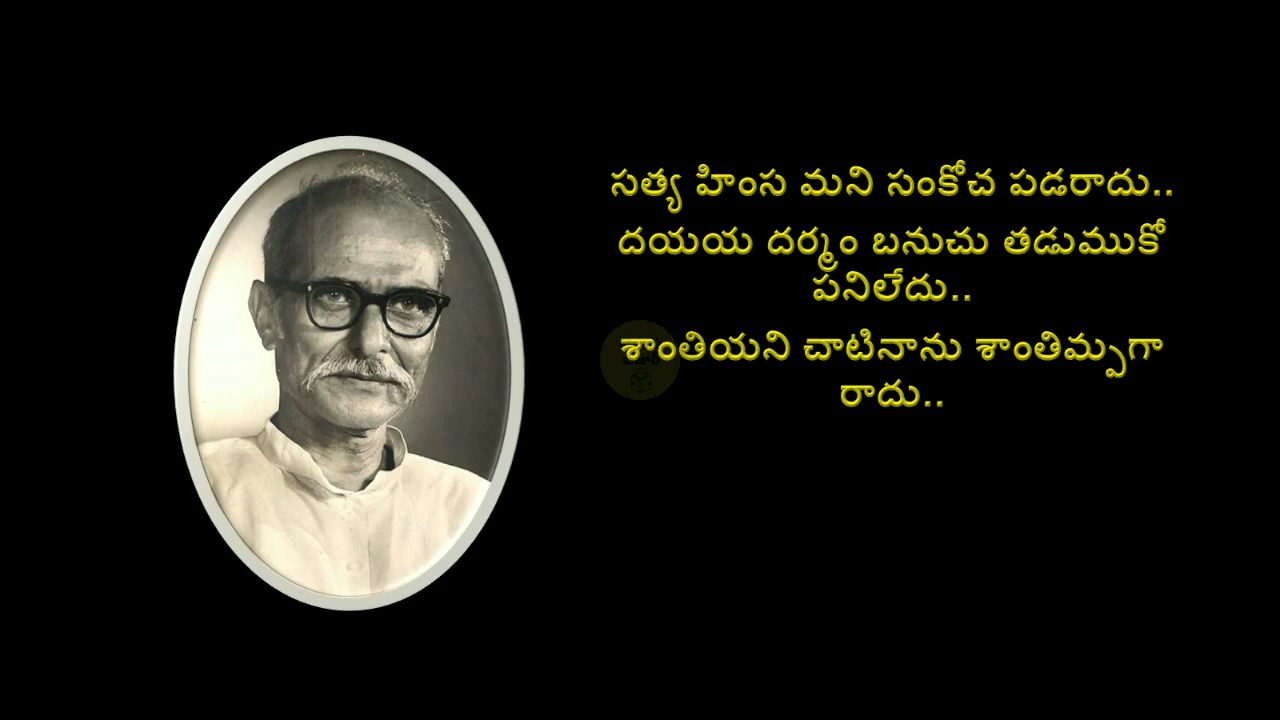 సత్య హింస మని సంకోచ పడరాదు..
దయయ దర్మం బనుచు తడుముకో
పనిలేదు..
శాంతియని చాటినాను శాంతిమ్పగా
రాదు..